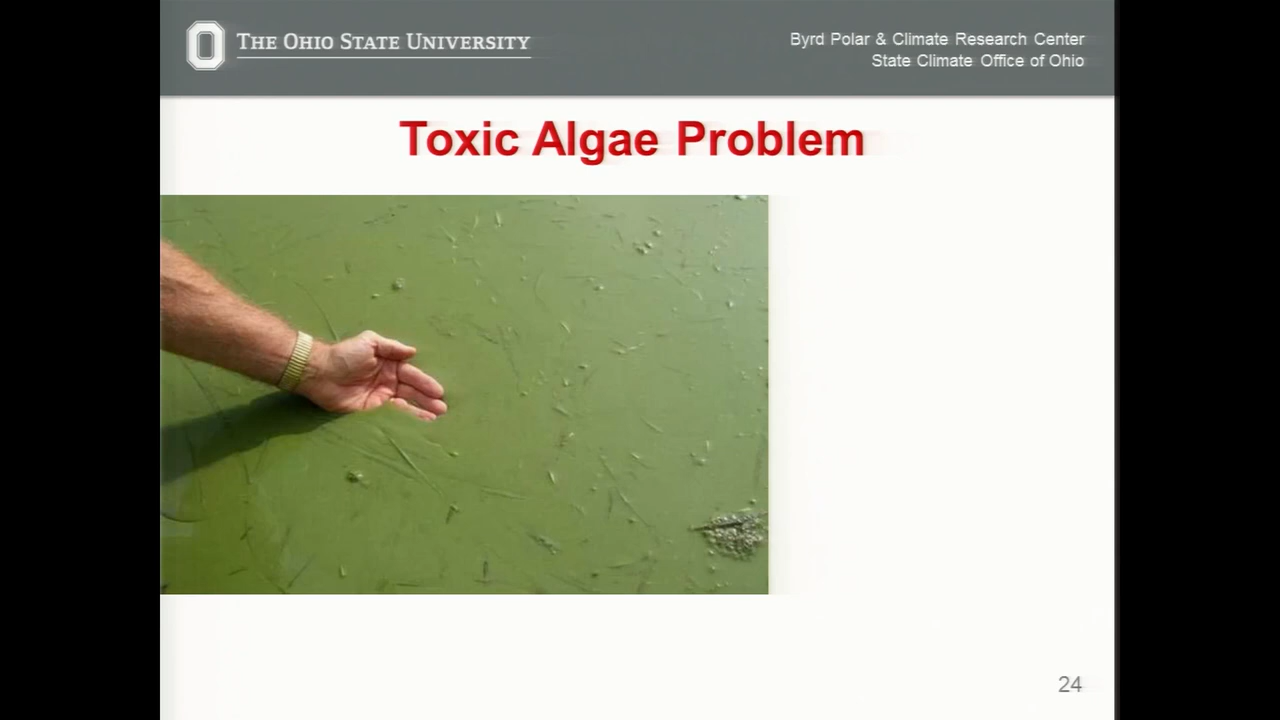 THE OHIO STATE UNIVERSITY
Byrd Polar & Climate Research Center
State Climate Office of Ohio
Toxic Algae Problem
24